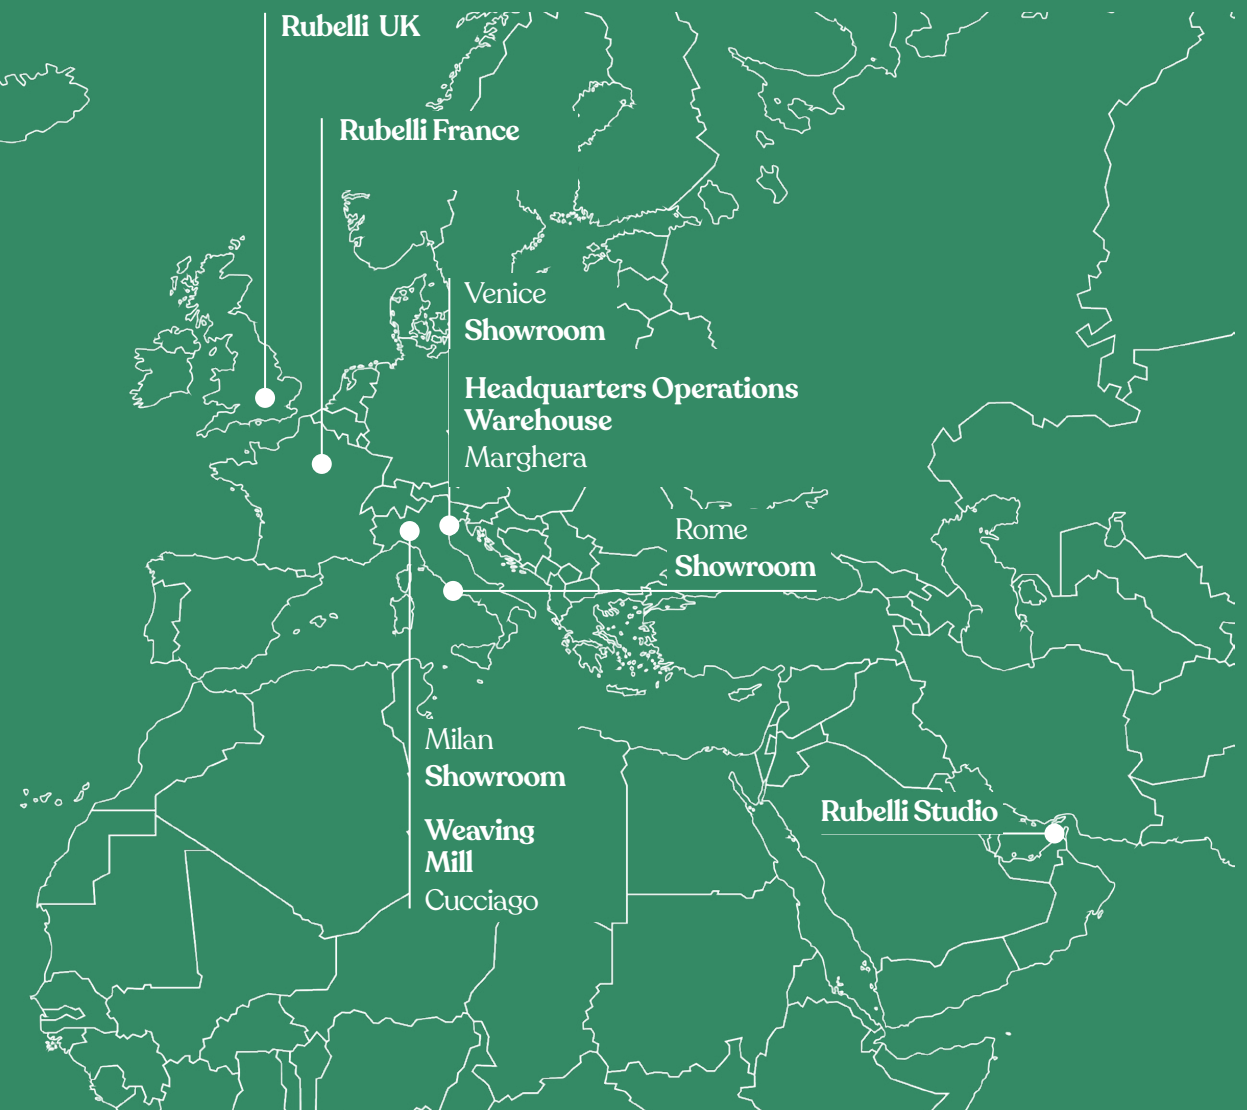 Rubelli UK
Rubelli France
Venice
Showroom
Headquarters Operations
Warehouse
Marghera
Rome
Showroom
Milan
Showroom
Weaving
Mill
Cucciago
Rubelli Studio